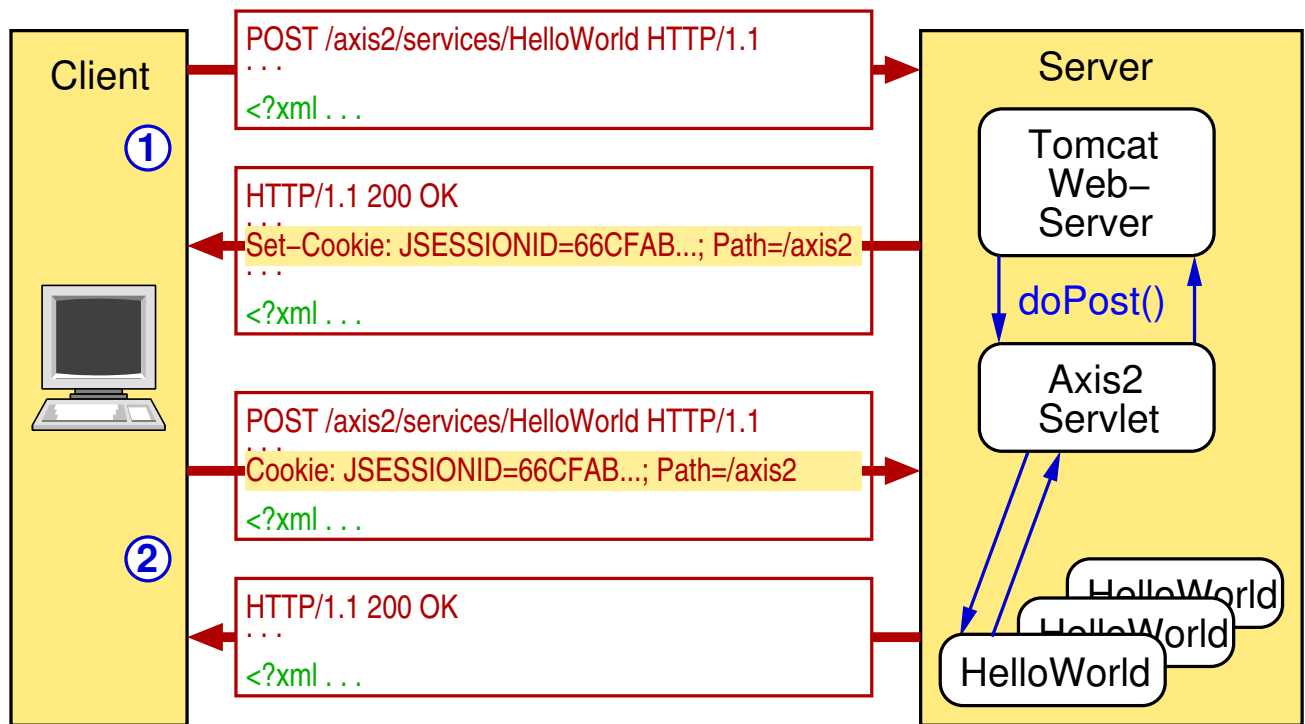 Client
①
②
POST /axis2/services/HelloWorld HTTP/1.1
. . .
<?xml . . .
HTTP/1.1 200 OK
. . .
Set−Cookie: JSESSIONID=66CFAB...; Path=/axis2
. . .
<?xml . . .
POST /axis2/services/HelloWorld HTTP/1.1
. . .
Cookie: JSESSIONID=66CFAB...; Path=/axis2
<?xml . . .
HTTP/1.1 200 OK
. . .
<?xml . . .
Server
Tomcat
Web−
Server
doPost()
Axis2
Servlet
HelloWorld
HelloWorld
HelloWorld